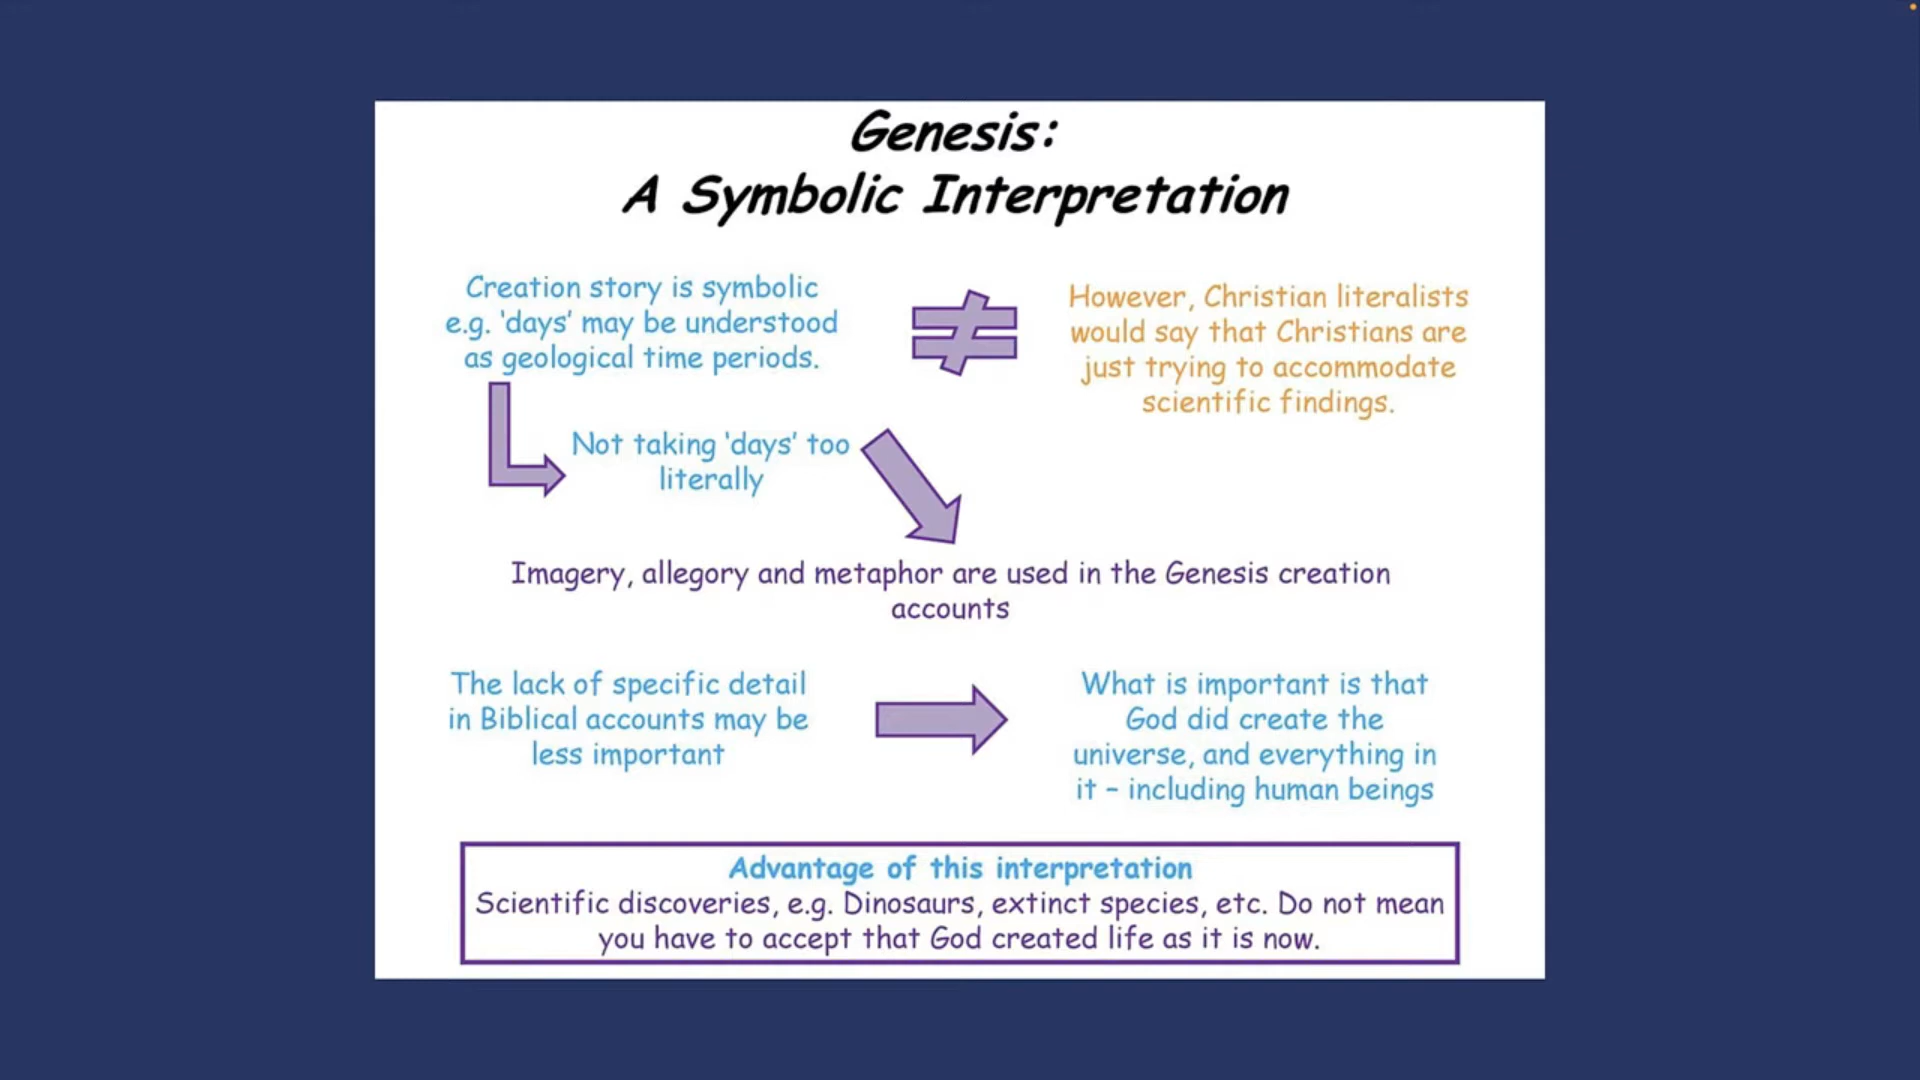 Genesis:
A Symbolic Interpretation
Creation story is symbolic
e.g. 'days' may be understood
as geological time periods.
However, Christian literalists
would say that Christians are
just trying to accommodate
scientific findings.
Not taking 'days' too
literally
Imagery, allegory and metaphor are used in the Genesis creation
accounts
The lack of specific detail
in Biblical accounts may be
less important
What is important is that
God did create the
universe, and everything in
it – including human beings
Advantage of this interpretation
Scientific discoveries, e.g. Dinosaurs, extinct species, etc. Do not mean
you have to accept that God created life as it is now.